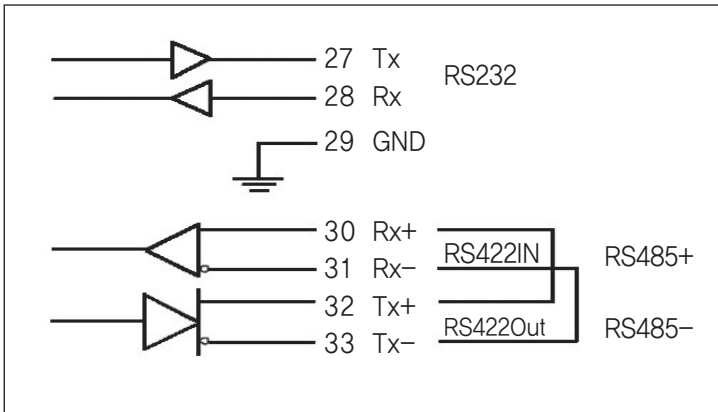 27 Tx
RS232
28 Rx
29 GND
30 Rx+
RS422IN
RS485+
31 Rx−
32 Tx+
RS422Out
RS485−
33 Tx−